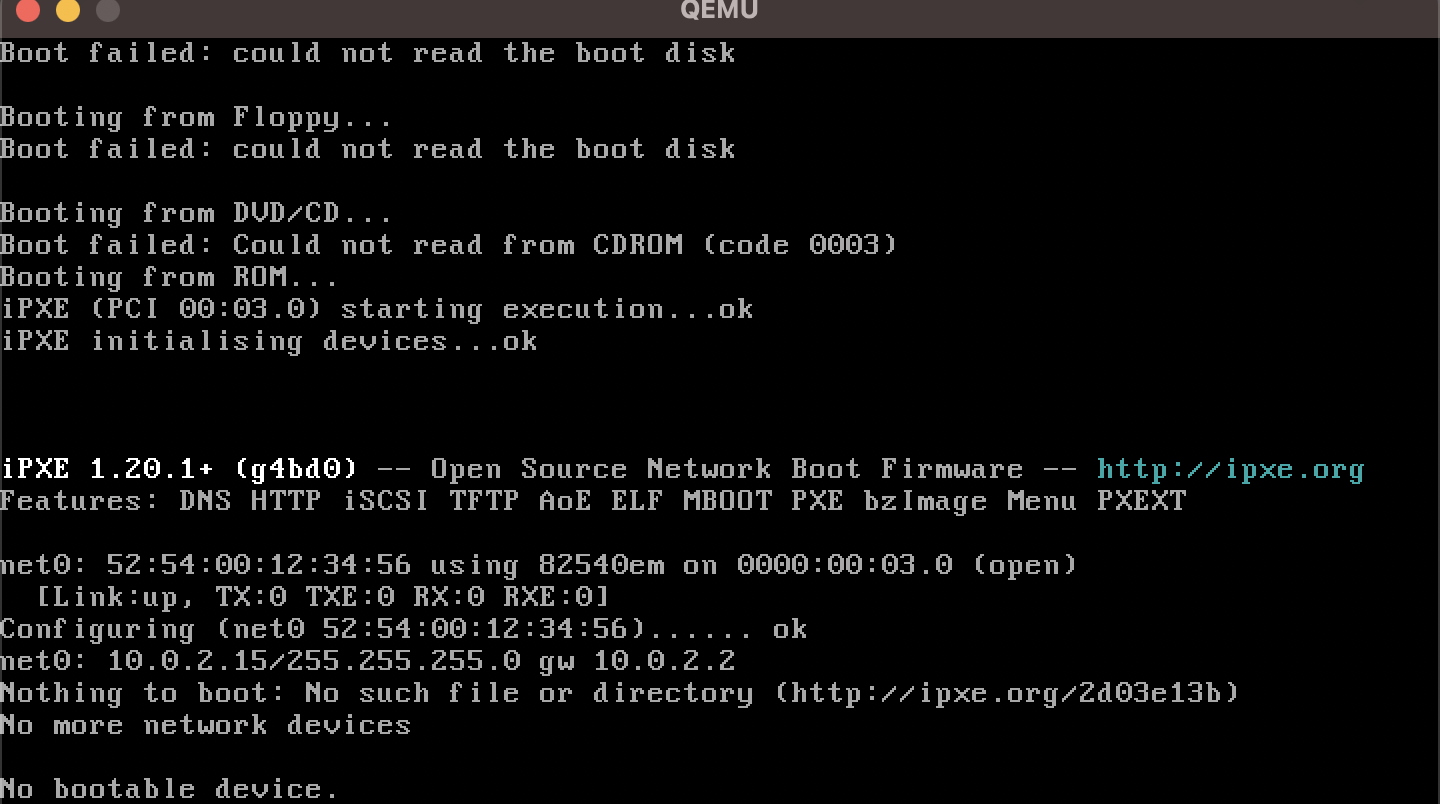 QEMU
Boot failed: could not read the boot disk
Booting from Floppy...
Boot failed: could not read the boot disk
Booting from DVD/CD...
Boot failed: Could not read from CDROM (code 0003)
Booting from ROM...
iPXE (PCI 00:03.0) starting execution...ok
iPXE initialising devices...ok
iPXE 1.20.1+ (g4bd0) -- Open Source Network Boot Firmware -- http://ipxe.org
Features: DNS HTTP iSCSI TFTP AoE ELF MBOOT PXE bzImage Menu PXEXT
net0: 52:54:00:12:34:56 using 82540em on 0000:00:03.0 (open)
[Link:up, TX:0 TXE:0 RX:0 RXE:0]
Configuring (net0 52:54:00:12:34:56)...... ok
net0: 10.0.2.15/255.255.255.0 gw 10.0.2.2
Nothing to boot: No such file or directory (http://ipxe.org/2d03e13b)
No more network devices
No bootable device.